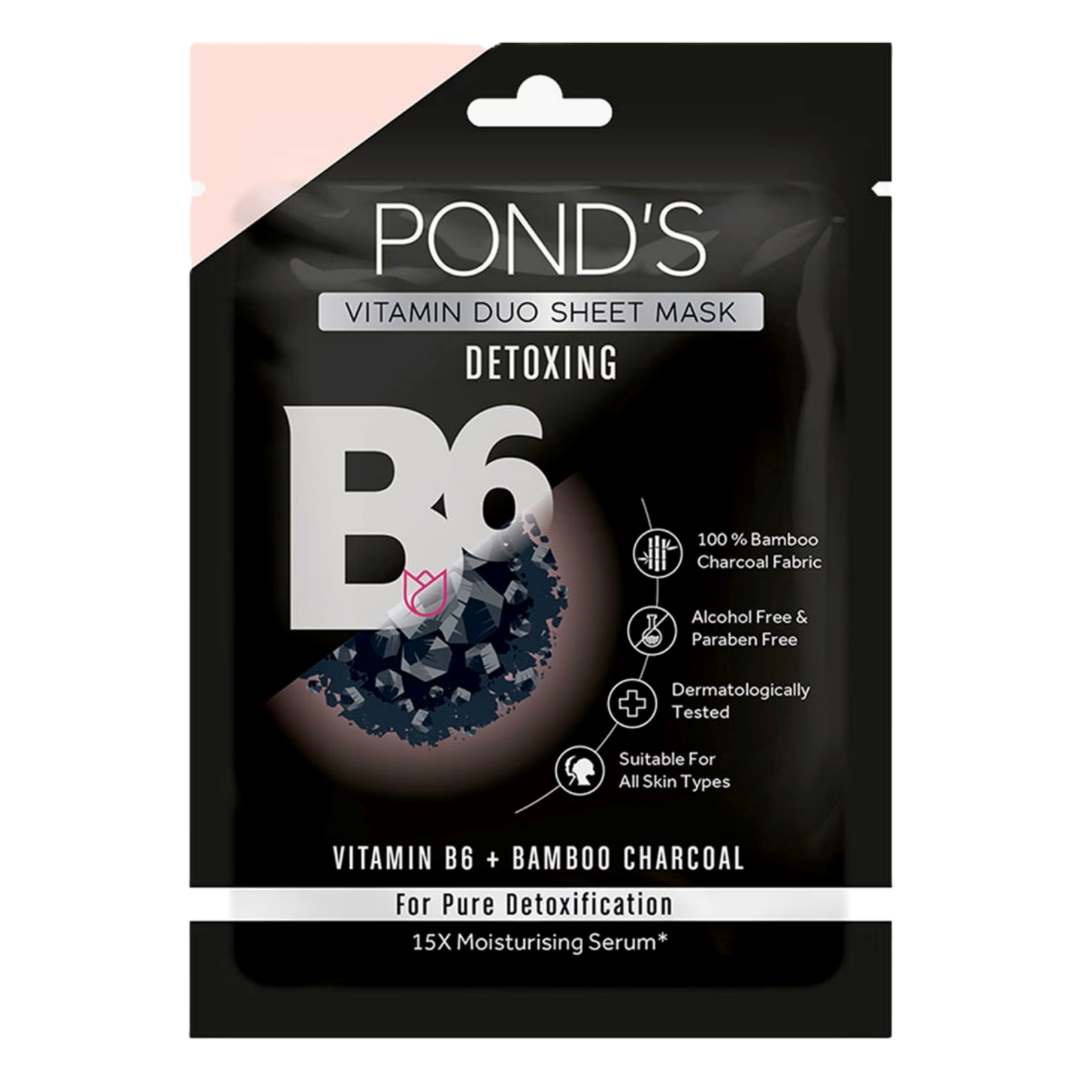 POND'S
VITAMIN DUO SHEET MASK
DETOXING
B6
100 % Bamboo
Charcoal Fabric
Alcohol Free &
Paraben Free
Dermatologically
Tested
Suitable For
All Skin Types
VITAMIN B6 + BAMBOO CHARCOAL
For Pure Detoxification
15X Moisturising Serum*